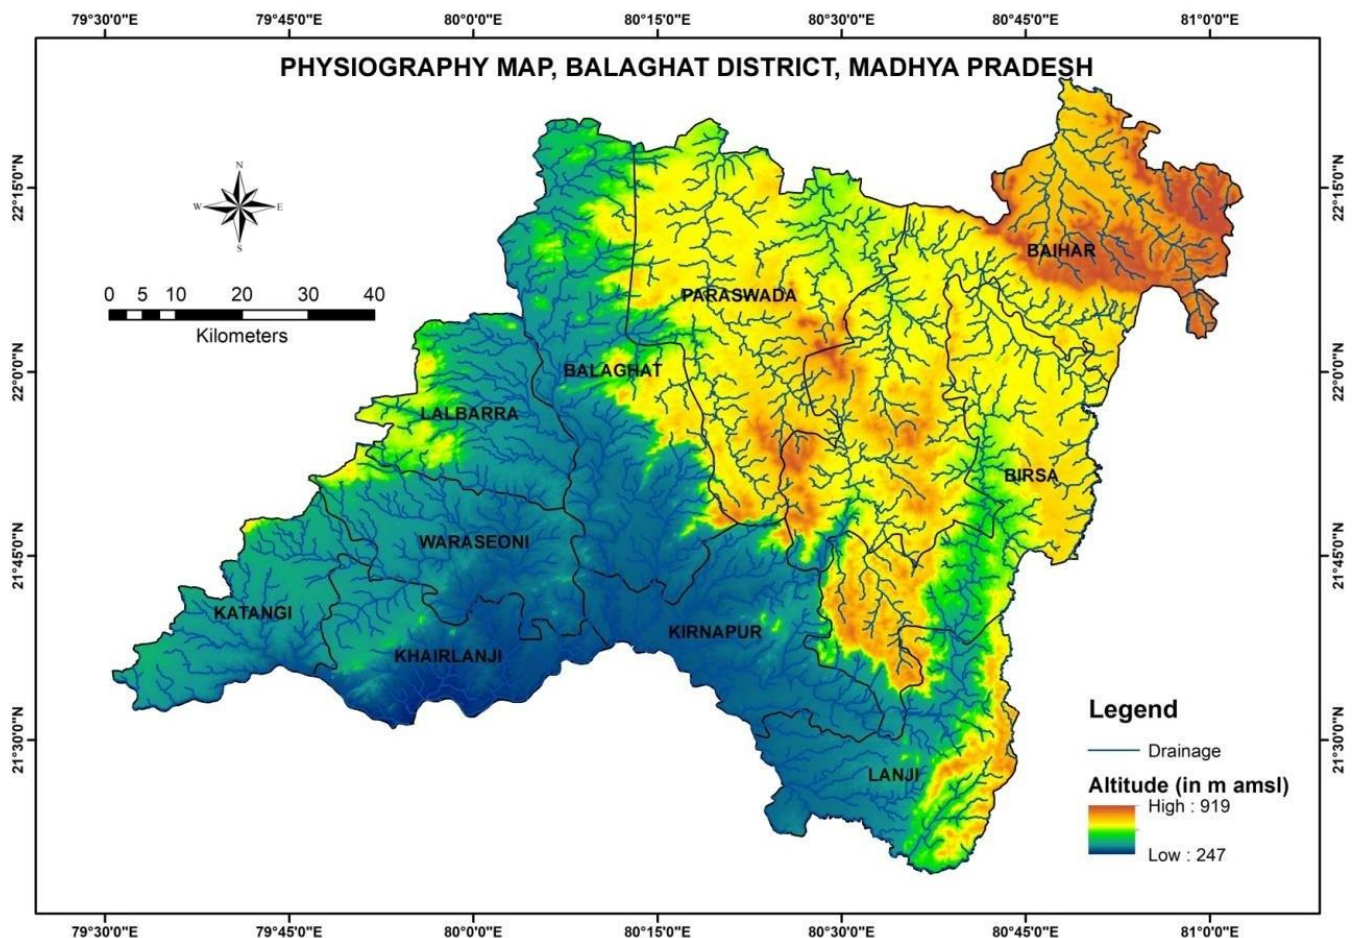 79°30'0"E 79°45'0"E 80°0'0"E 80°15'0"E 80°30'0"E 80°45'0"E 81°0'0"E
PHYSIOGRAPHY MAP, BALAGHAT DISTRICT, MADHYA PRADESH
22°15'0"N 22°15'0"N
N
W E
S
BAIHAR
0 5 10 20 30 40
Kilometers
PARASWADA
22°0'0"N 22°0'0"N
BALAGHAT
LALBARRA
BIRSA
WARASEONI
21°45'0"N 21°45'0"N
KATANGI
KIRNAPUR
KHAIRLANJI
21°30'0"N 21°30'0"N
LANJI
Legend
Drainage
Altitude (in m amsl)
High : 919
Low : 247
79°30'0"E 79°45'0"E 80°0'0"E 80°15'0"E 80°30'0"E 80°45'0"E 81°0'0"E